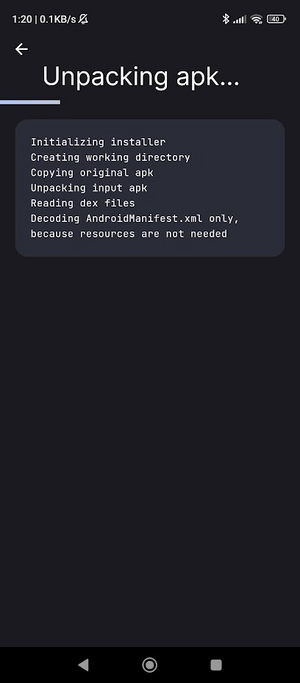 1:20 | 0.1KB/s
40
Unpacking apk...
Initializing installer
Creating working directory
Copying original apk
Unpacking input apk
Reading dex files
Decoding AndroidManifest.xml only,
because resources are not needed